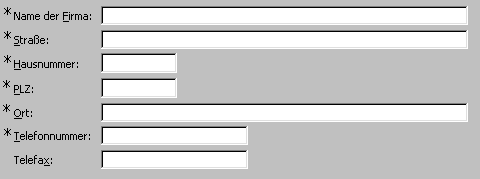 * Name der Firma:
* Straße:
* Hausnummer:
* PLZ:
* Ort:
* Telefonnummer:
Telefax: